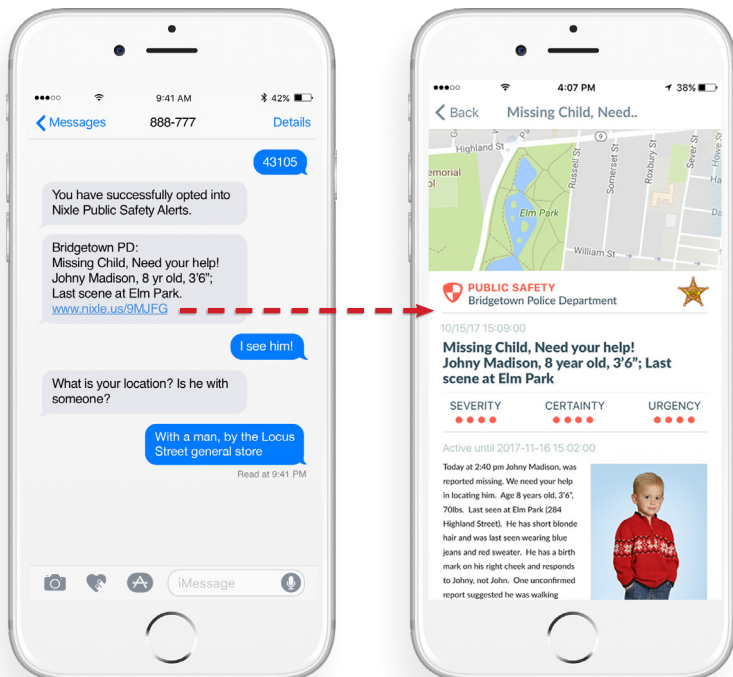 9:41 AM
42%
Messages
888-777
Details
43105
You have successfully opted into
Nixle Public Safety Alerts.
Bridgetown PD:
Missing Child, Need your help!
Johny Madison, 8 yr old, 3'6”;
Last scene at Elm Park.
www.nixle.us/9MJFG
I see him!
What is your location? Is he with
someone?
With a man, by the Locus
Street general store
Read at 9:41 PM
iMessage
4:07 PM
38%
Back
Missing Child, Need..
Highland St
9
Russell St
Somerset St
Roxbury St
Sever St
Howe St
emorial
ol
Elm Park
Ha
Da
William St
PUBLIC SAFETY
Bridgetown Police Department
10/15/17 15:09:00
Missing Child, Need your help!
Johny Madison, 8 year old, 3’6”; Last
scene at Elm Park
SEVERITY
CERTAINTY
URGENCY
Active until 2017-11-16 15:02:00
Today at 2:40 pm Johny Madison, was
reported missing. We need your help
in locating him. Age 8 years old, 3’6”,
70lbs. Last seen at Elm Park (284
Highland Street). He has short blonde
hair and was last seen wearing blue
jeans and red sweater. He has a birth
mark on his right cheek and responds
to Johny, not John. One unconfirmed
report suggested he was walking